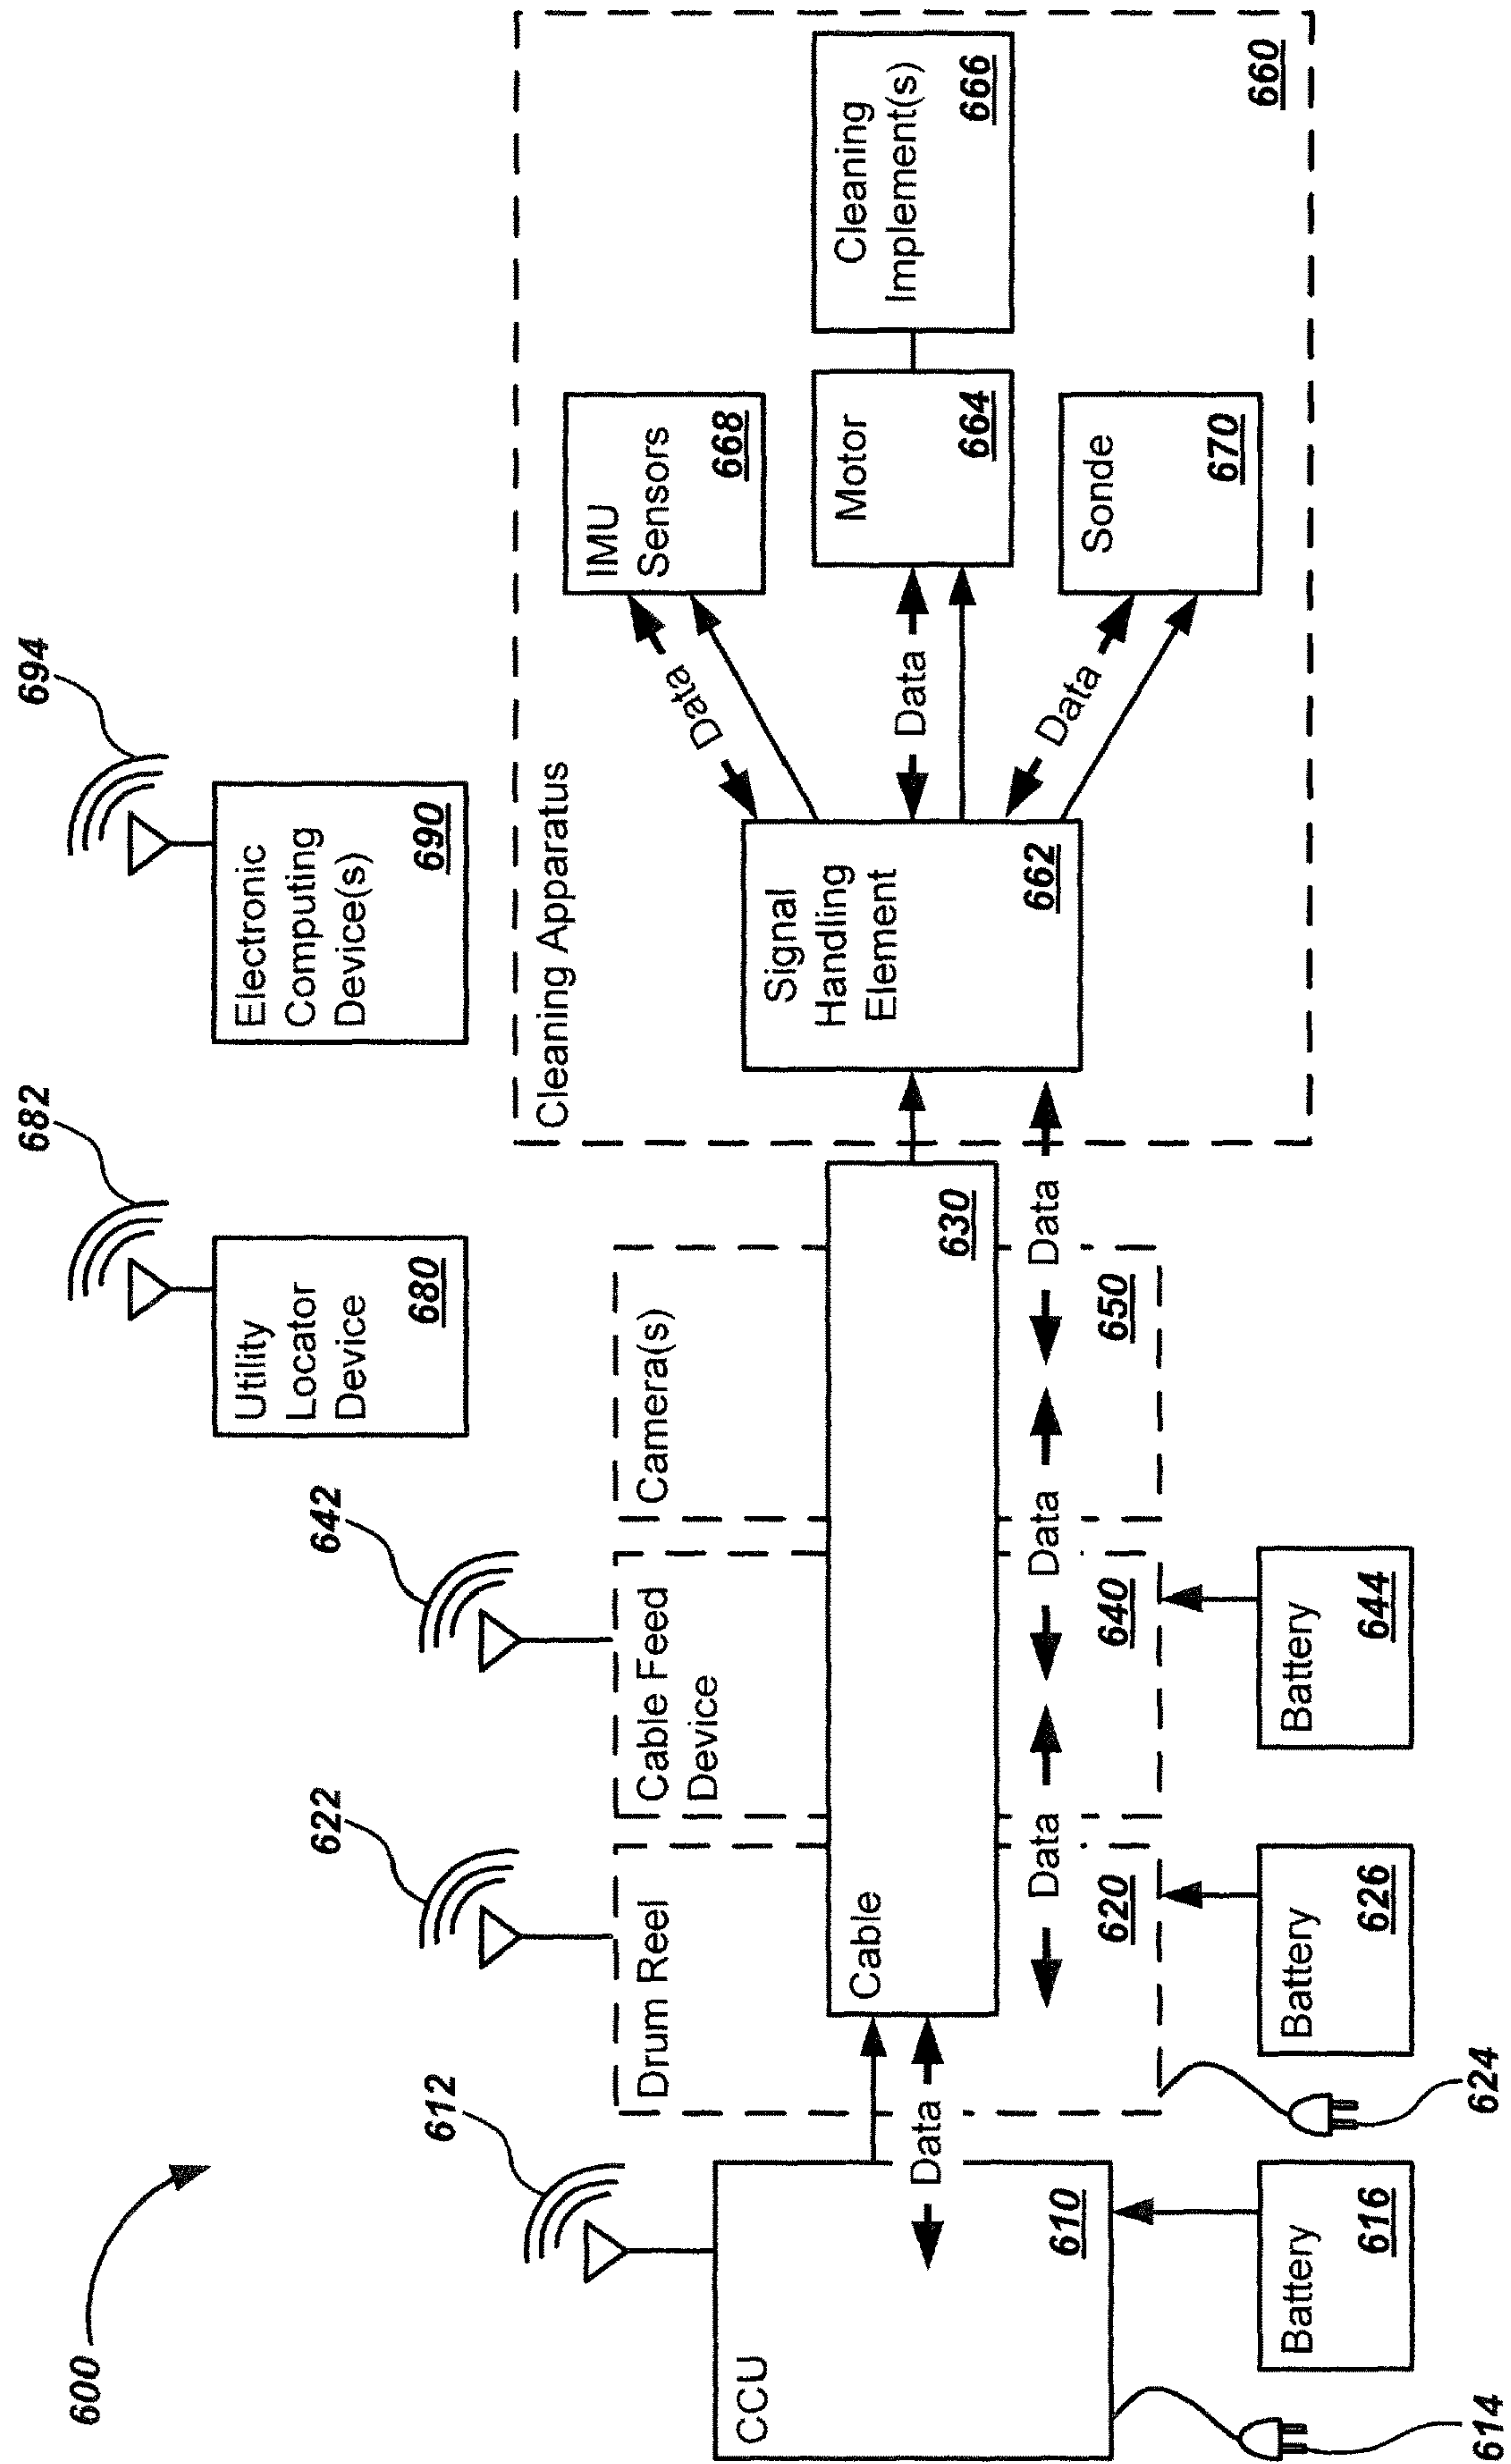 600
612
622
642
682
694
Utility
Locator
Device
680
Electronic
Computing
Device(s)
690
CCU
610
Data
Drum Reel
620
Cable Feed
Device
640
Camera(s)
650
Cable
630
Data
Data
Data
Cleaning Apparatus
Signal
Handling
Element
662
Data
Data
Data
IMU
Sensors
668
Motor
664
Sonde
670
Cleaning
Implement(s)
666
660
Battery
616
Battery
626
Battery
644
614
624